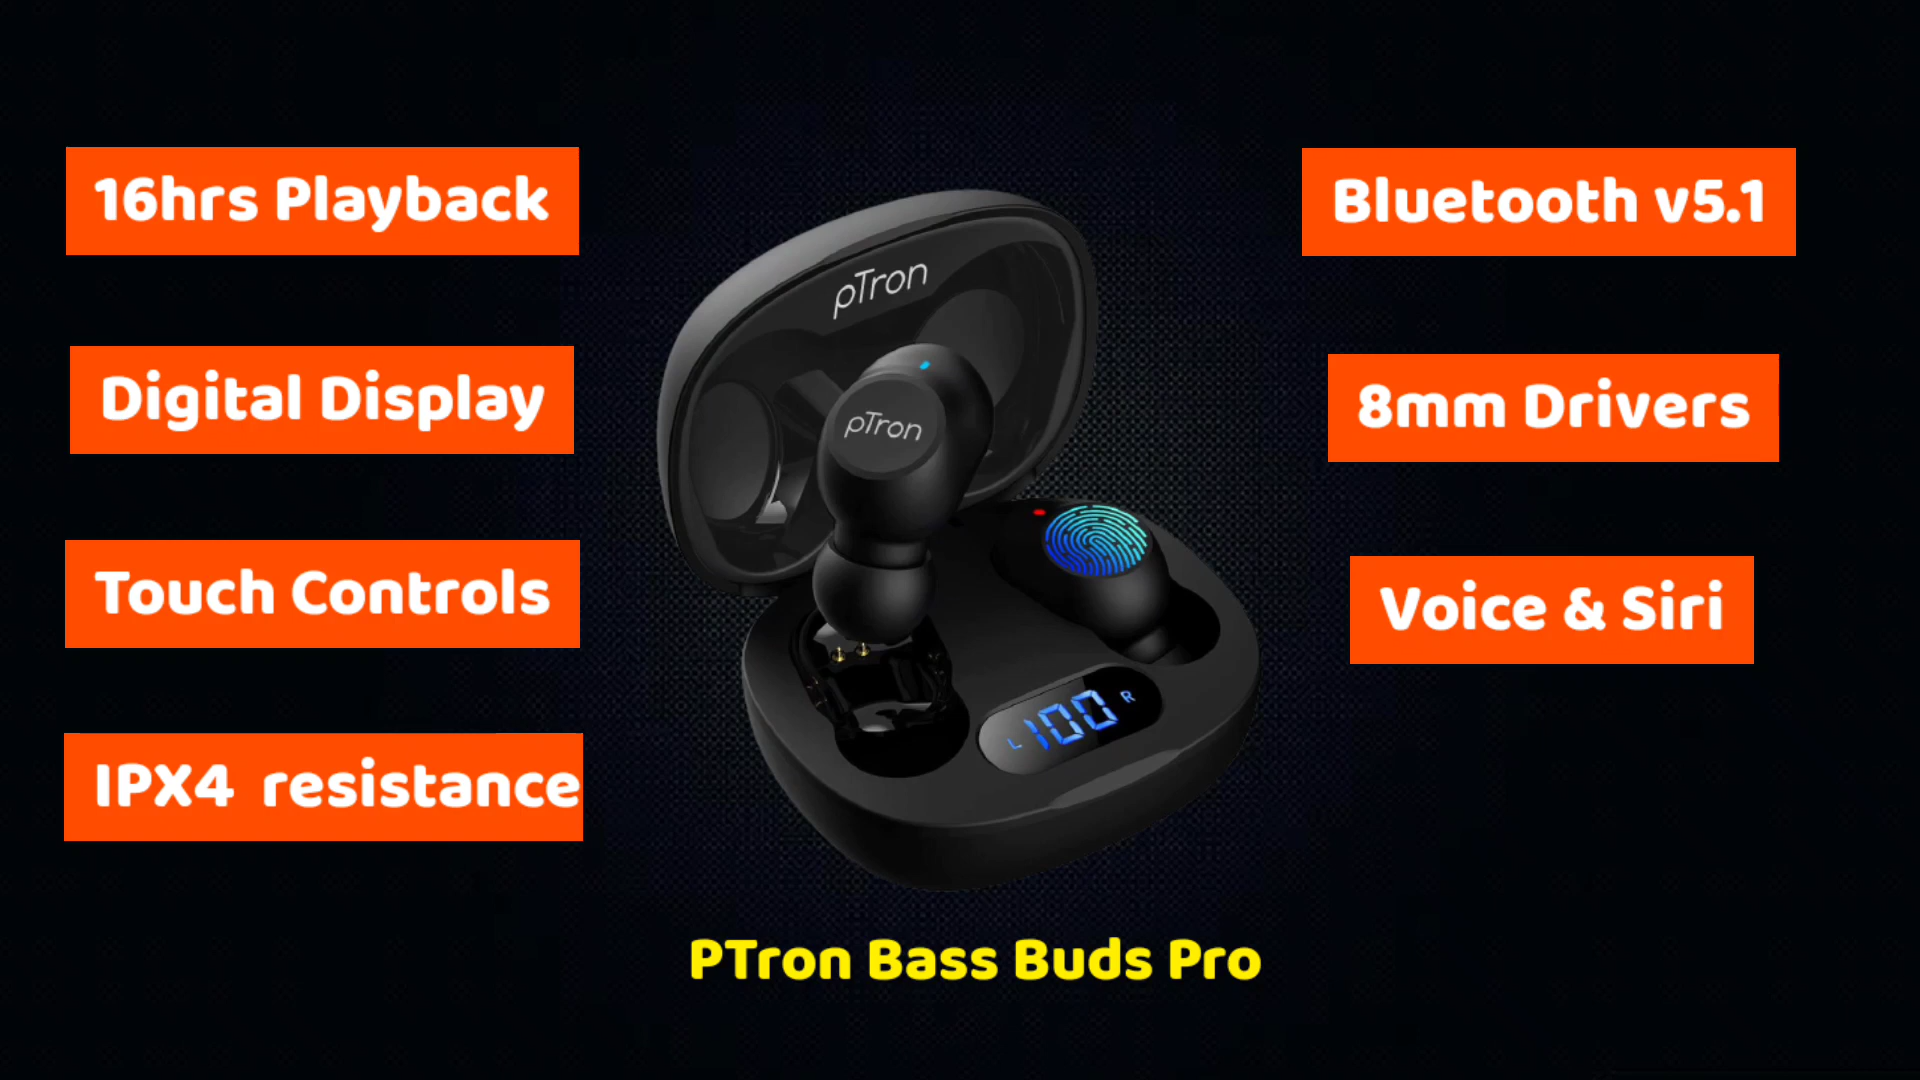 16hrs Playback
Bluetooth v5.1
pTron
Digital Display
8mm Drivers
pTron
Touch Controls
Voice & Siri
L 100 R
IPX4 resistance
PTron Bass Buds Pro